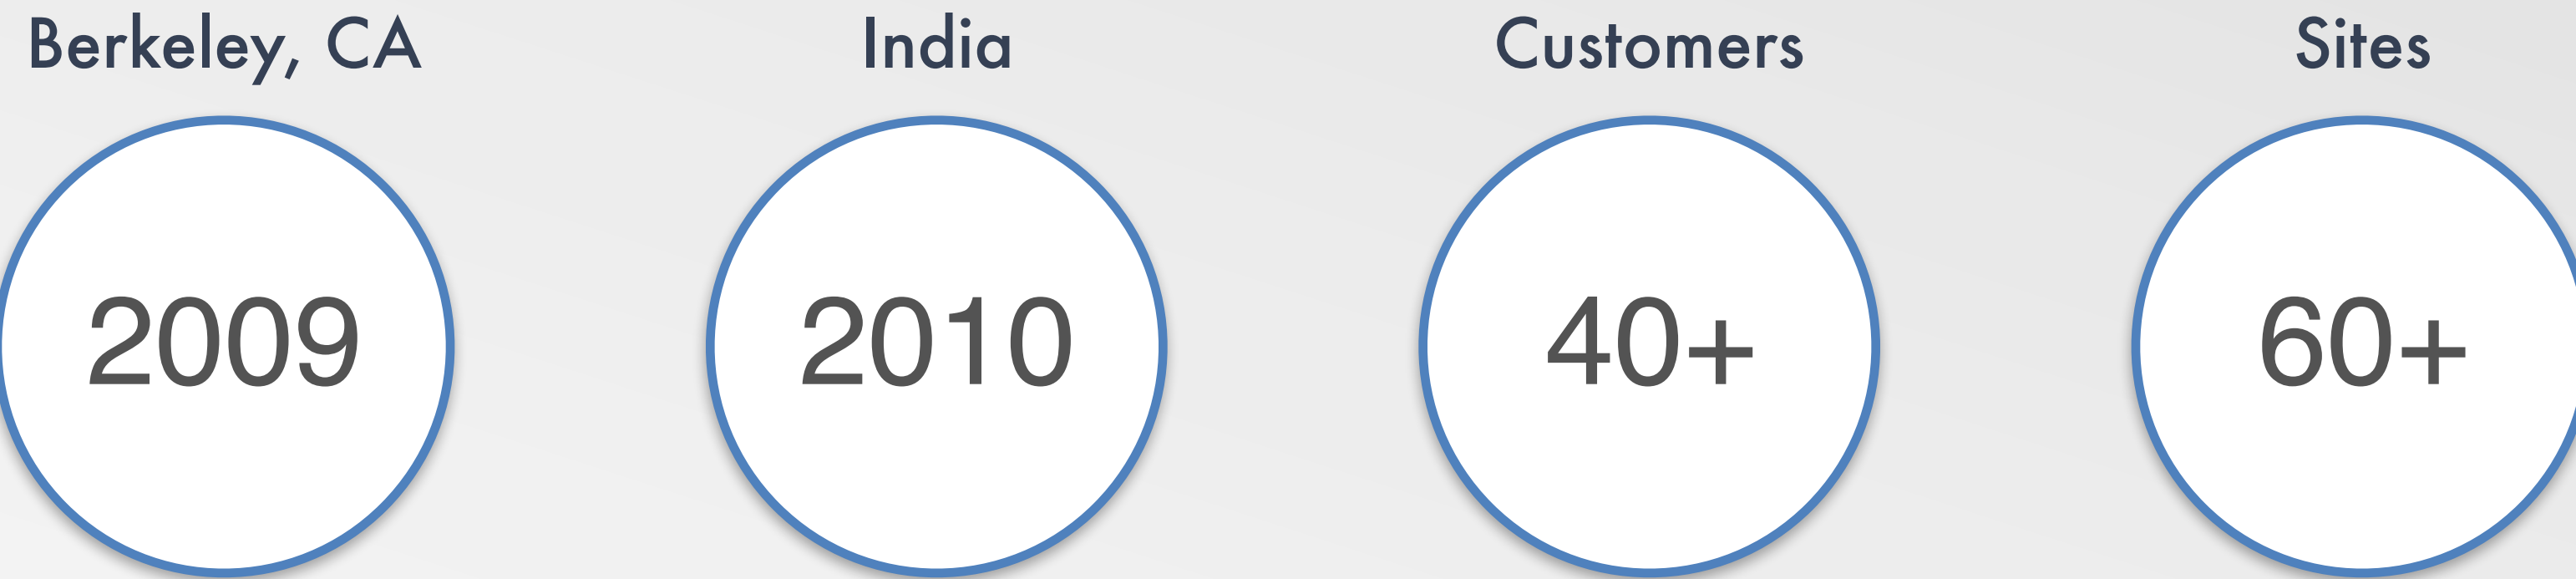 Berkeley, CA
India
Customers
Sites
2009
2010
40+
60+